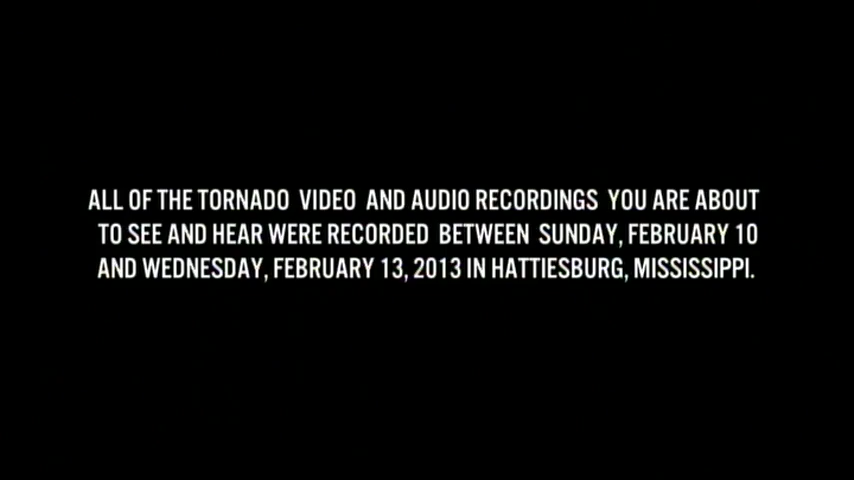 ALL OF THE TORNADO VIDEO AND AUDIO RECORDINGS YOU ARE ABOUT
TO SEE AND HEAR WERE RECORDED BETWEEN SUNDAY, FEBRUARY 10
AND WEDNESDAY, FEBRUARY 13, 2013 IN HATTIESBURG, MISSISSIPPI.